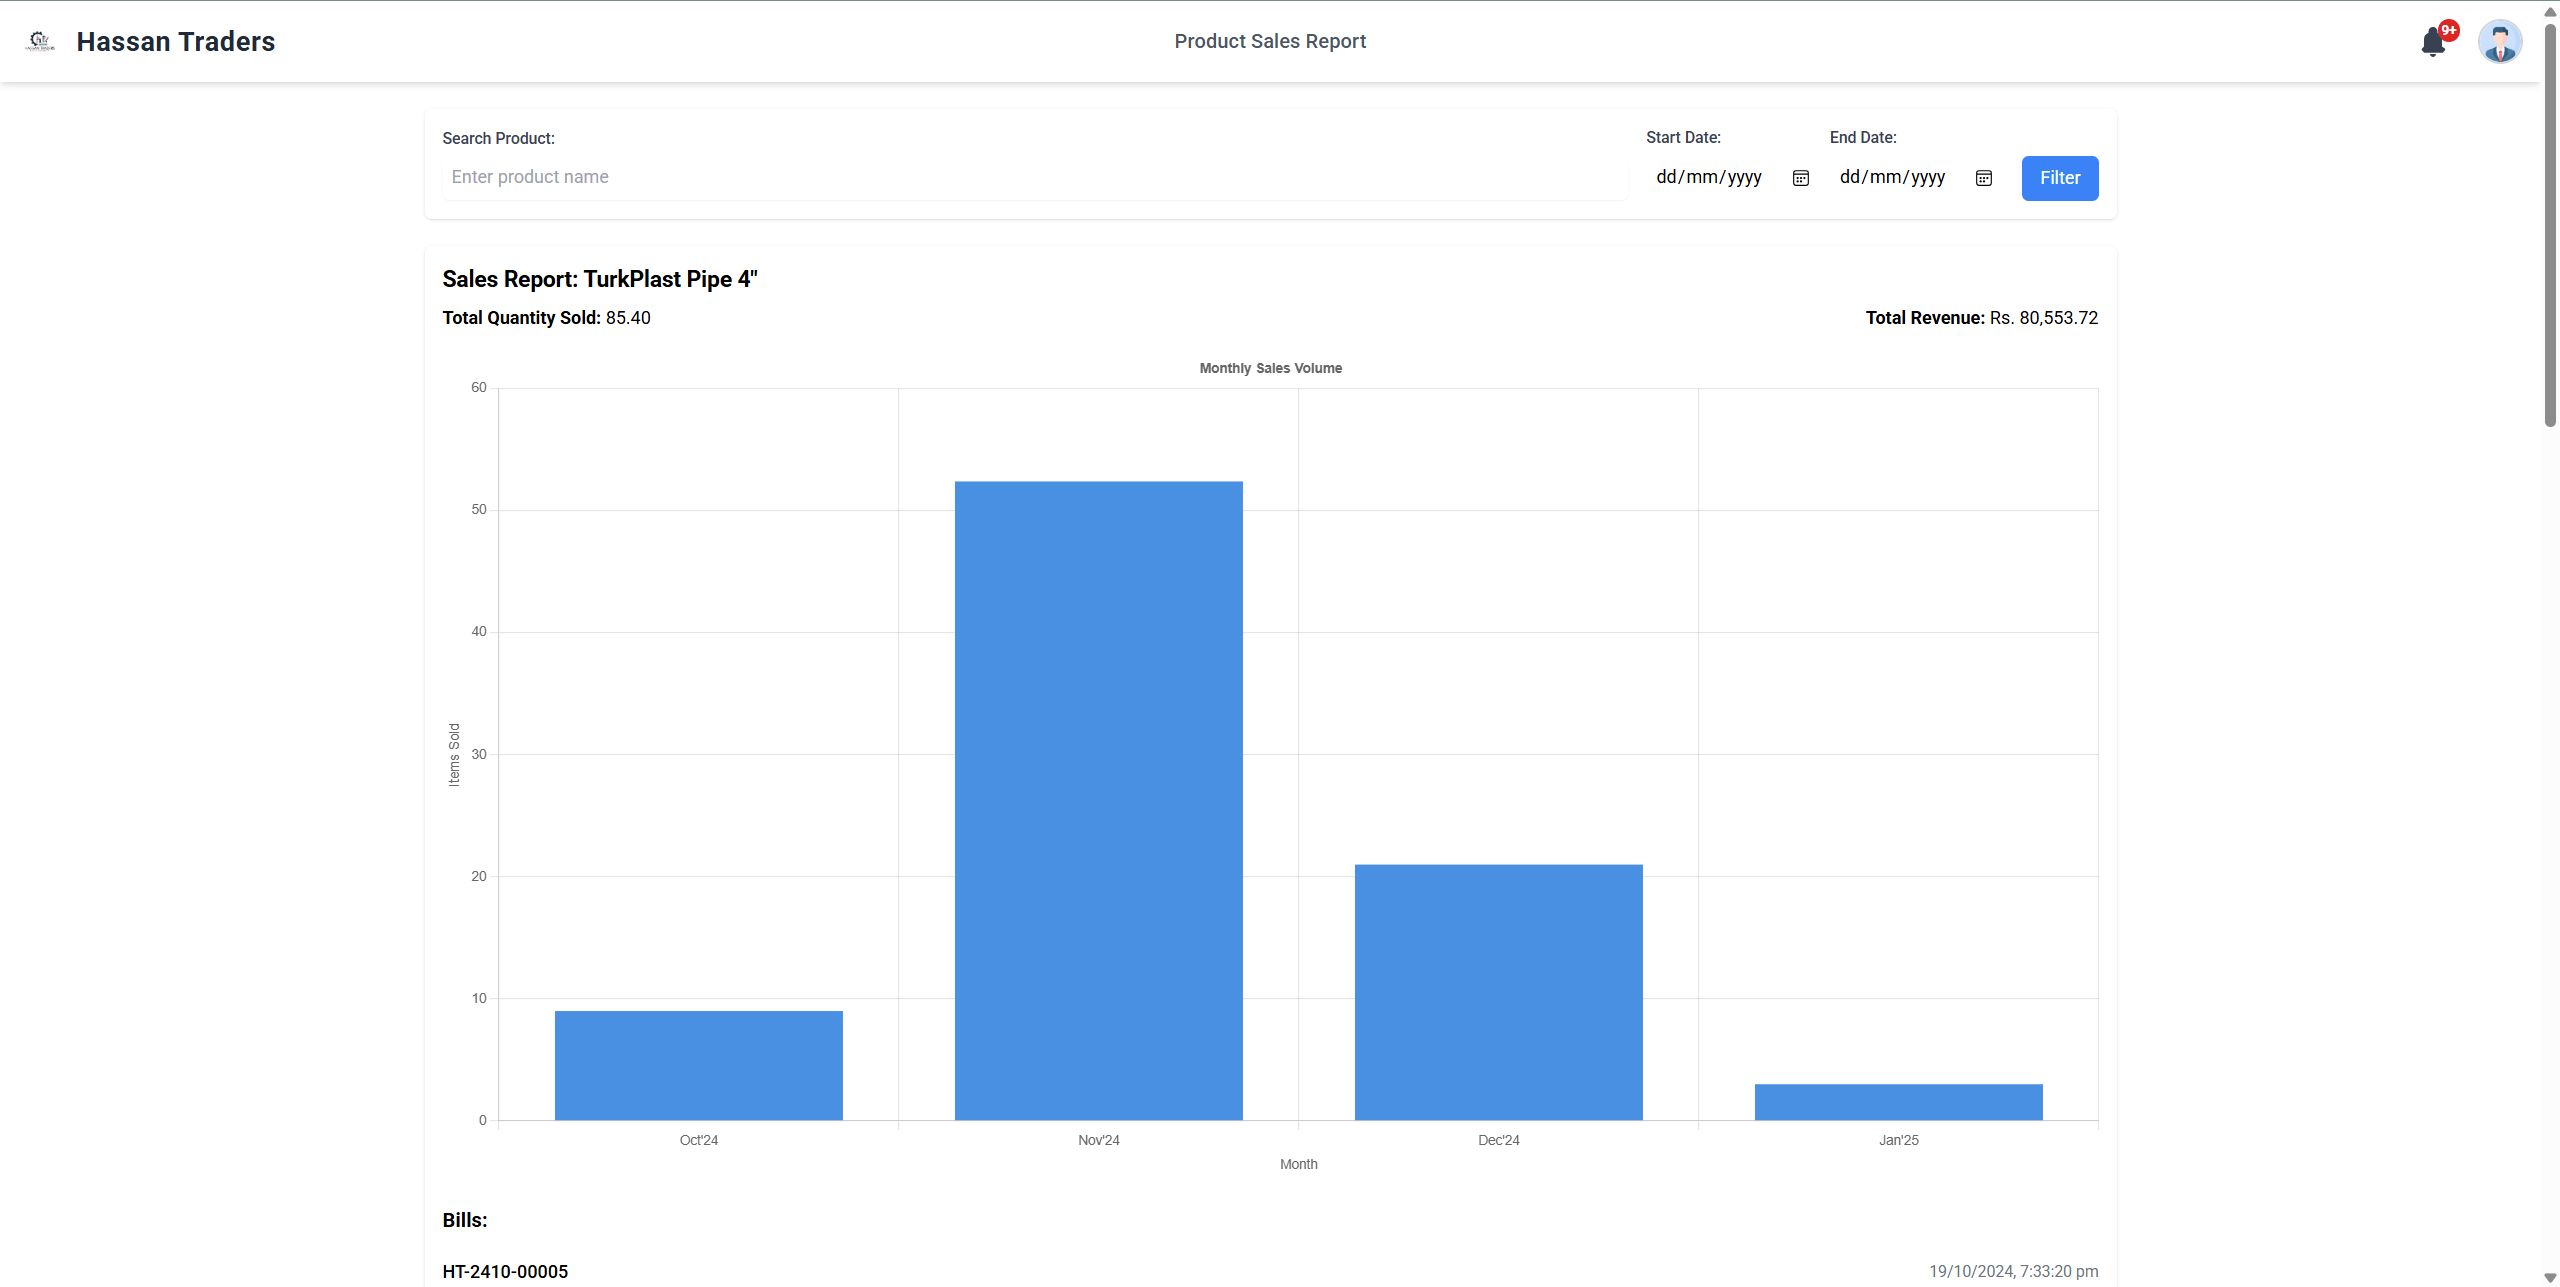 Hassan Traders
Product Sales Report
9+
Search Product:
Start Date:
End Date:
Enter product name
dd/mm/yyyy
dd/mm/yyyy
Filter
Sales Report: TurkPlast Pipe 4"
Total Quantity Sold: 85.40
Total Revenue: Rs. 80,553.72
Monthly Sales Volume
60
50
40
30
20
10
0
Items Sold
Oct'24
Nov'24
Dec'24
Jan'25
Month
Bills:
HT-2410-00005
19/10/2024, 7:33:20 pm